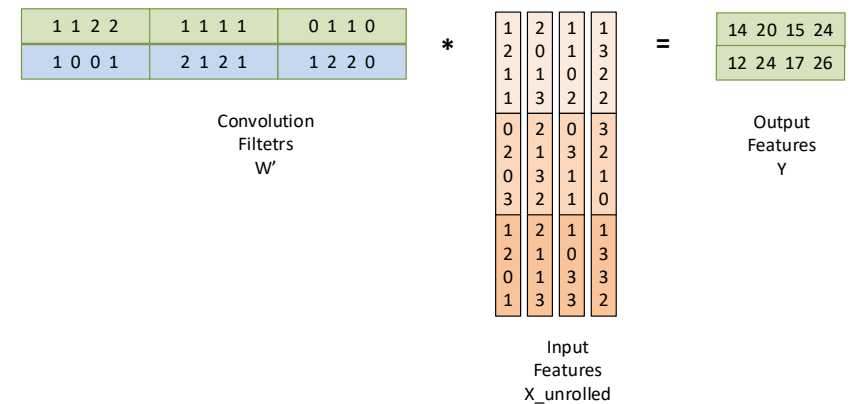 1 1 2 2 1 1 1 1 0 1 1 0
1 0 0 1 2 1 2 1 1 2 2 0
*
1 2 1 1
2 0 1 3
1 1 0 2
1 3 2 2
0 2 0 3
2 1 3 2
0 3 1 1
3 2 1 0
1 2 0 1
2 1 1 3
1 0 3 3
1 3 3 2
=
14 20 15 24
12 24 17 26
Convolution
Filtetrs
W’
Input
Features
X_unrolled
Output
Features
Y